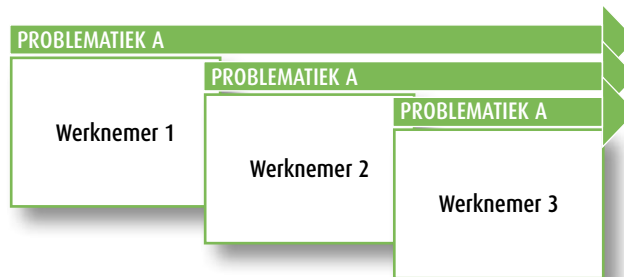 PROBLEMATIEK A
Werknemer 1
PROBLEMATIEK A
Werknemer 2
PROBLEMATIEK A
Werknemer 3